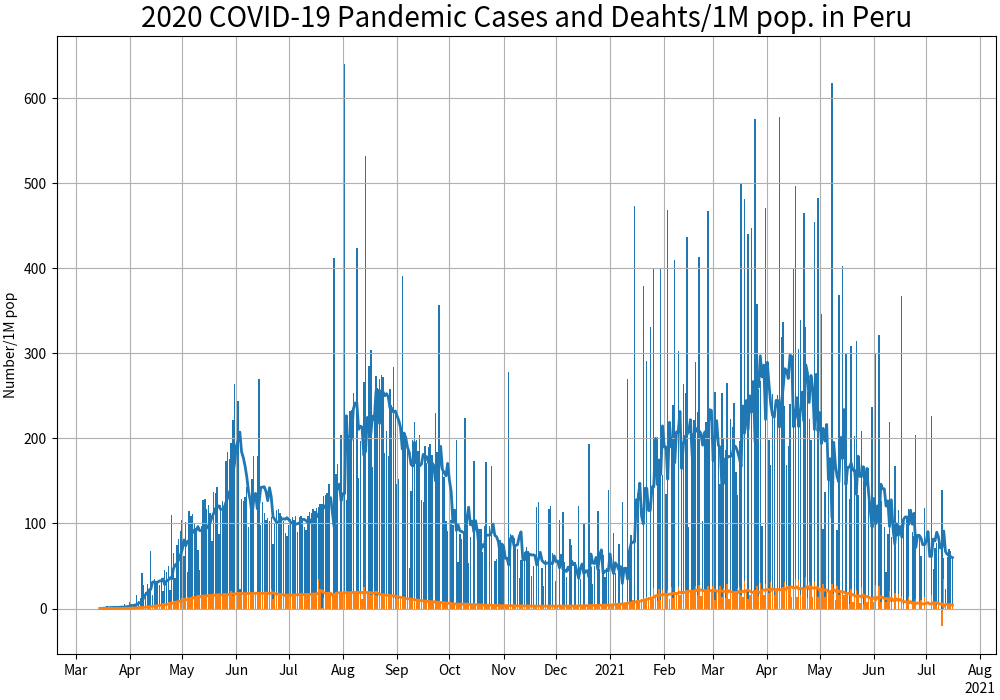 2020 COVID-19 Pandemic Cases and Deahts/1M pop. in Peru
Number/1M pop
600
500
400
300
200
100
0
Mar Apr May Jun Jul Aug Sep Oct Nov Dec 2021 Feb Mar Apr May Jun Jul Aug
2021